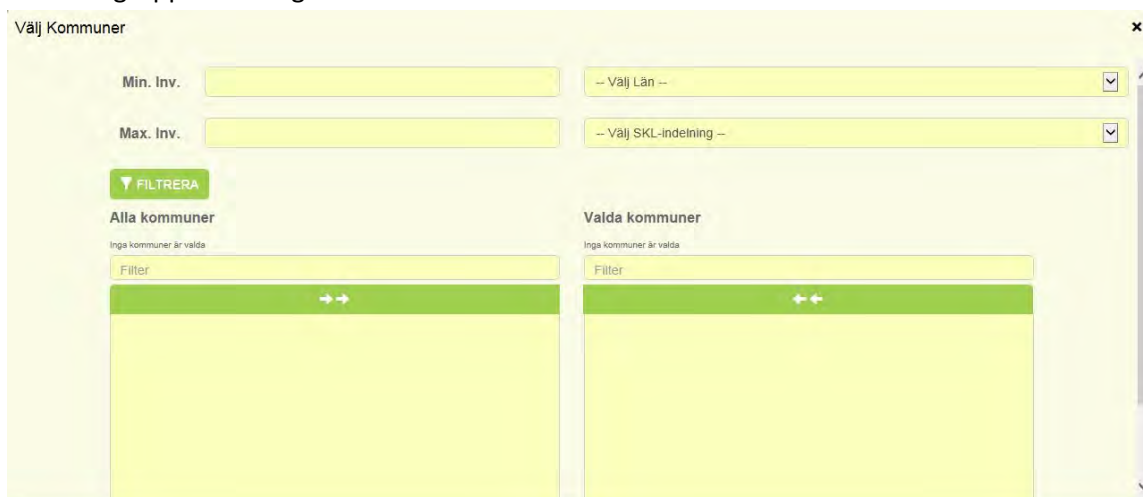 Välj Kommuner
Min. Inv.
-- Välj Län --
Max. Inv.
-- Välj SKL-indelning --
FILTRERA
Alla kommuner
Valda kommuner
Inga kommuner är valda
Inga kommuner är valda
Filter
Filter